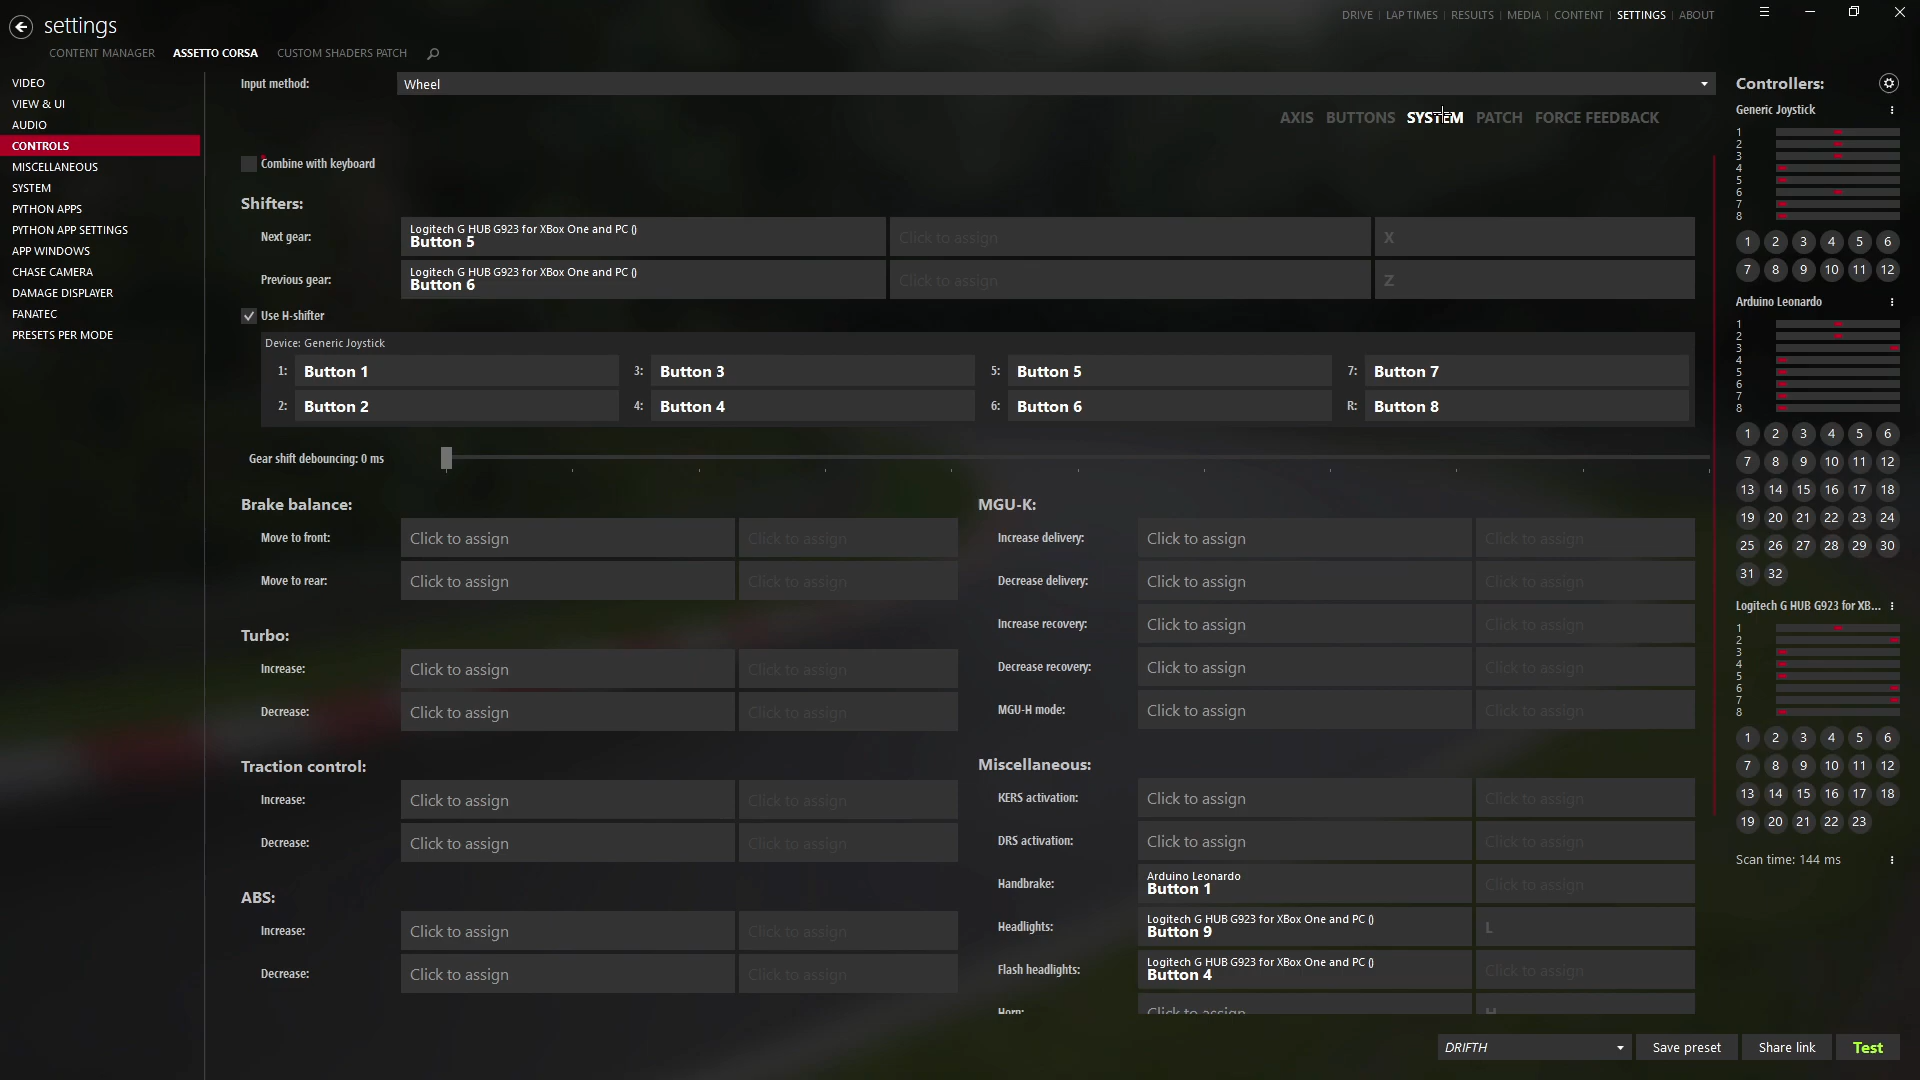 settings
DRIVE | LAP TIMES | RESULTS | MEDIA | CONTENT | SETTINGS | ABOUT
CONTENT MANAGER ASSETTO CORSA CUSTOM SHADERS PATCH
VIDEO
VIEW & UI
AUDIO
CONTROLS
MISCELLANEOUS
SYSTEM
PYTHON APPS
PYTHON APP SETTINGS
APP WINDOWS
CHASE CAMERA
DAMAGE DISPLAYER
FANATEC
PRESETS PER MODE
Input method: Wheel
AXIS BUTTONS SYSTEM PATCH FORCE FEEDBACK
Combine with keyboard
Shifters:
Next gear: Logitech G HUB G923 for XBox One and PC ()
Button 5 Click to assign X
Previous gear: Logitech G HUB G923 for XBox One and PC ()
Button 6 Click to assign Z
Use H-shifter
Device: Generic Joystick
1: Button 1 3: Button 3 5: Button 5 7: Button 7
2: Button 2 4: Button 4 6: Button 6 R: Button 8
Gear shift debouncing: 0 ms
Brake balance:
Move to front: Click to assign Click to assign
Move to rear: Click to assign Click to assign
Turbo:
Increase: Click to assign Click to assign
Decrease: Click to assign Click to assign
Traction control:
Increase: Click to assign Click to assign
Decrease: Click to assign Click to assign
ABS:
Increase: Click to assign Click to assign
Decrease: Click to assign Click to assign
MGU-K:
Increase delivery: Click to assign Click to assign
Decrease delivery: Click to assign Click to assign
Increase recovery: Click to assign Click to assign
Decrease recovery: Click to assign Click to assign
MGU-H mode: Click to assign Click to assign
Miscellaneous:
KERS activation: Click to assign Click to assign
DRS activation: Click to assign Click to assign
Handbrake: Arduino Leonardo
Button 1 Click to assign
Headlights: Logitech G HUB G923 for XBox One and PC ()
Button 9 L
Flash headlights: Logitech G HUB G923 for XBox One and PC ()
Button 4 Click to assign
Horn: Click to assign H
Controllers:
Generic Joystick
1
2
3
4
5
6
7
8
1 2 3 4 5 6
7 8 9 10 11 12
Arduino Leonardo
1
2
3
4
5
6
7
8
1 2 3 4 5 6
7 8 9 10 11 12
13 14 15 16 17 18
19 20 21 22 23 24
25 26 27 28 29 30
31 32
Logitech G HUB G923 for XB...
1
2
3
4
5
6
7
8
1 2 3 4 5 6
7 8 9 10 11 12
13 14 15 16 17 18
19 20 21 22 23
Scan time: 144 ms
DRIFTH Save preset Share link Test